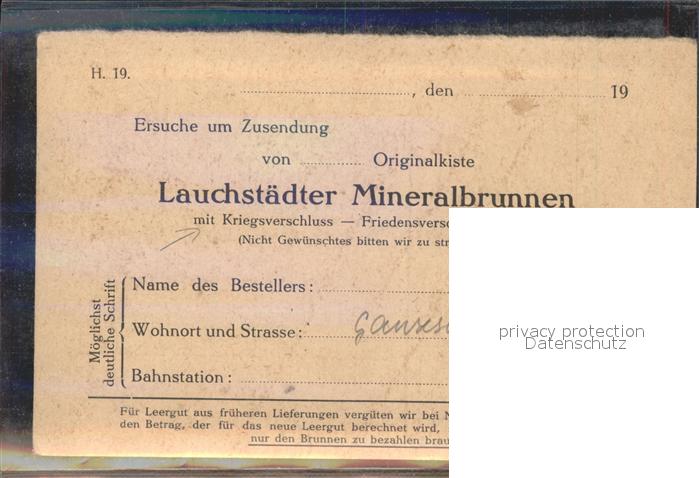 H. 19.
, den 19
Ersuche um Zusendung
von Originalkiste
Lauchstädter Mineralbrunnen
mit Kriegsverschluss — Friedensversc
(Nicht Gewünschtes bitten wir zu str
Möglichst
deutliche Schrift
Name des Bestellers:
Wohnort und Strasse:
Bahnstation:
privacy protection
Datenschutz
Für Leergut aus früheren Lieferungen vergüten wir bei
den Betrag, der für das neue Leergut berechnet wird,
nur den Brunnen zu bezahlen brau